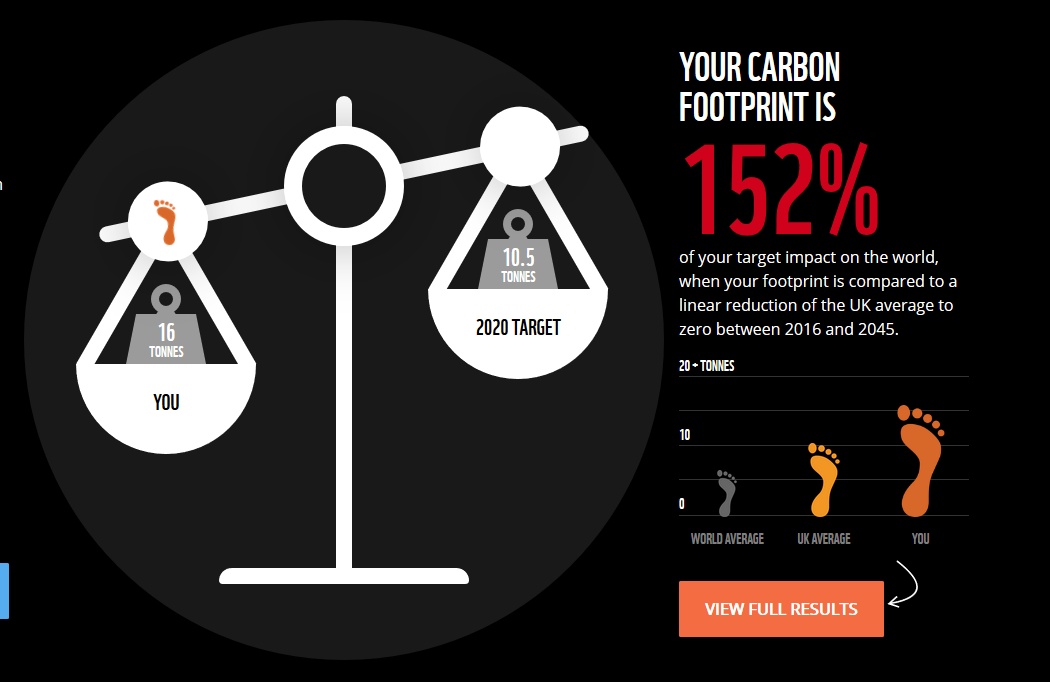 YOUR CARBON
FOOTPRINT IS
152%
of your target impact on the world,
when your footprint is compared to a
linear reduction of the UK average to
zero between 2016 and 2045.
16
TONNES
YOU
10.5
TONNES
2020 TARGET
20 + TONNES
10
0
WORLD AVERAGE
UK AVERAGE
YOU
VIEW FULL RESULTS